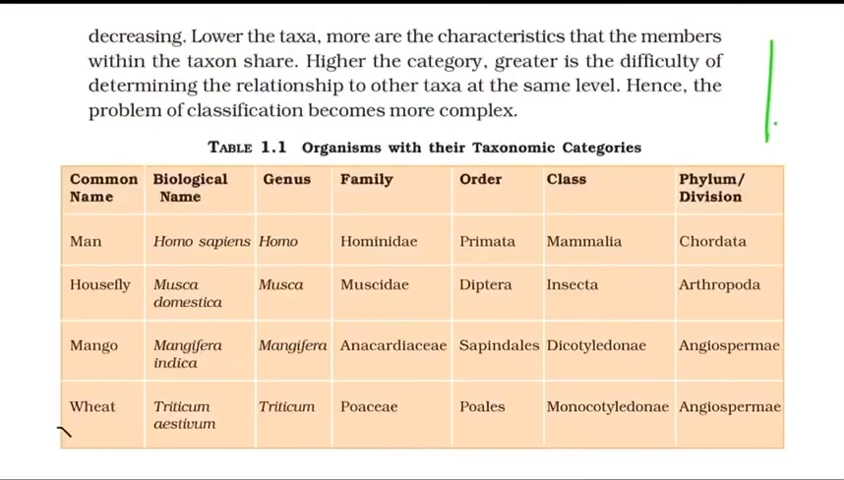 decreasing. Lower the taxa, more are the characteristics that the members
within the taxon share. Higher the category, greater is the difficulty of
determining the relationship to other taxa at the same level. Hence, the
problem of classification becomes more complex.
TABLE 1.1 Organisms with their Taxonomic Categories
Common Name Biological Name Genus Family Order Class Phylum/ Division
Man Homo sapiens Homo Hominidae Primata Mammalia Chordata
Housefly Musca domestica Musca Muscidae Diptera Insecta Arthropoda
Mango Mangifera indica Mangifera Anacardiaceae Sapindales Dicotyledonae Angiospermae
Wheat Triticum aestivum Triticum Poaceae Poales Monocotyledonae Angiospermae